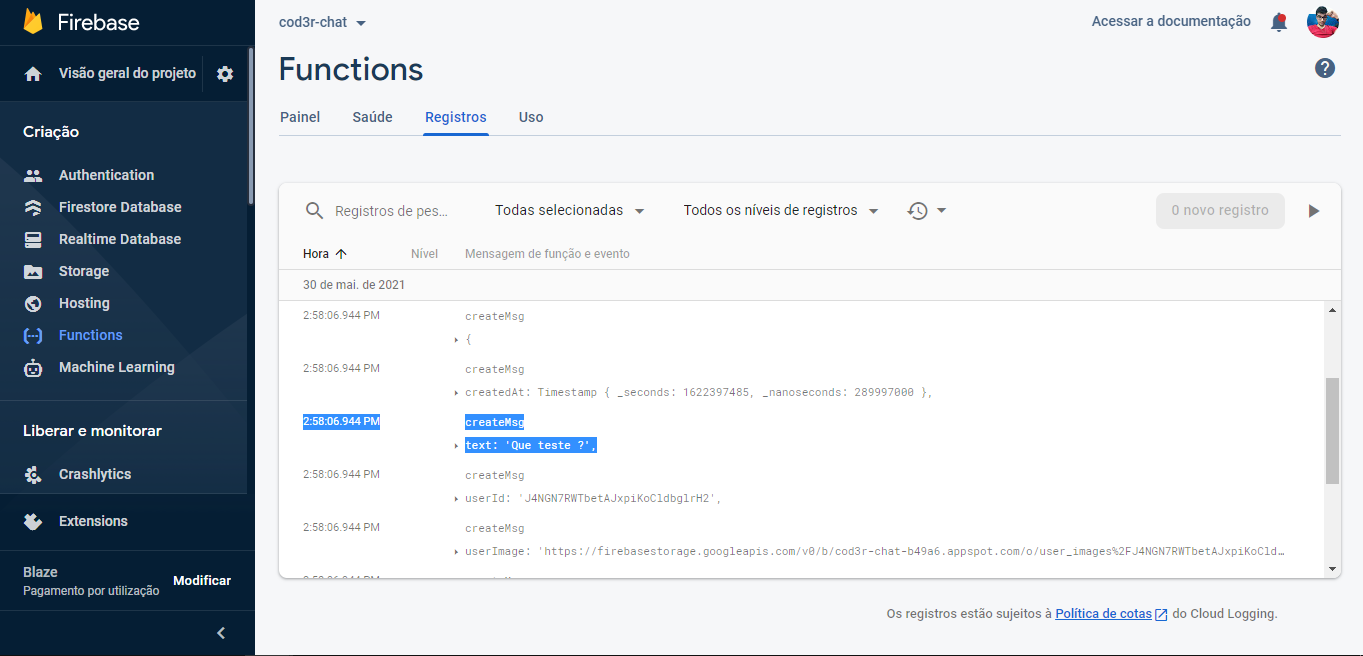 Firebase
Visão geral do projeto
Criação
Authentication
Firestore Database
Realtime Database
Storage
Hosting
Functions
Machine Learning
Liberar e monitorar
Crashlytics
Extensions
Blaze
Pagamento por utilização
Modificar
cod3r-chat
Acessar a documentação
Functions
Painel Saúde Registros Uso
Registros de pes… Todas selecionadas Todos os níveis de registros 0 novo registro
Hora Nível Mensagem de função e evento
30 de mai. de 2021
2:58:06.944 PM createMsg
{
2:58:06.944 PM createMsg
createdAt: Timestamp { _seconds: 1622397485, _nanoseconds: 289997000 },
2:58:06.944 PM createMsg
text: 'Que teste ?',
2:58:06.944 PM createMsg
userId: 'J4NGN7RWTbetAJxpiKoCldbglrH2',
2:58:06.944 PM createMsg
userImage: 'https://firebasestorage.googleapis.com/v0/b/cod3r-chat-b49a6.appspot.com/o/user_images%2FJ4NGN7RWTbetAJxpiKoCld…
Os registros estão sujeitos à Política de cotas do Cloud Logging.